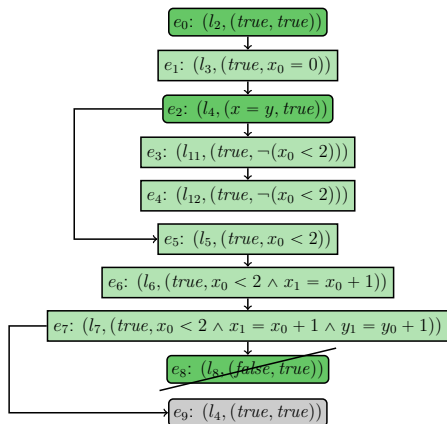 e₀: (l₂, (true, true))
e₁: (l₃, (true, x₀ = 0))
e₂: (l₄, (x = y, true))
e₃: (l₁₁, (true, ¬(x₀ < 2)))
e₄: (l₁₂, (true, ¬(x₀ < 2)))
e₅: (l₅, (true, x₀ < 2))
e₆: (l₆, (true, x₀ < 2 ∧ x₁ = x₀ + 1))
e₇: (l₇, (true, x₀ < 2 ∧ x₁ = x₀ + 1 ∧ y₁ = y₀ + 1))
e₈: (l₈, (false, true))
e₉: (l₄, (true, true))